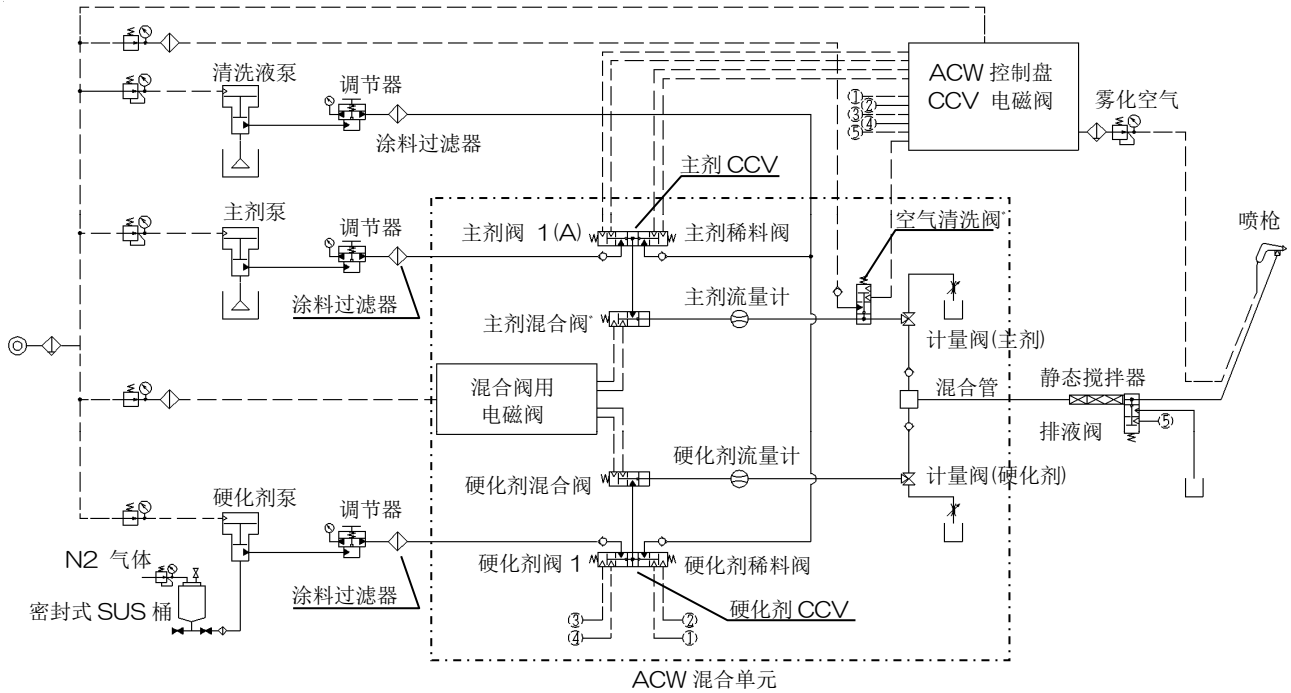 清洗液泵
调节器
涂料过滤器
ACW 控制盘
CCV 电磁阀
①
②
③
④
⑤
雾化空气
主剂 CCV
主剂泵
调节器
主剂阀 1(A)
主剂稀料阀
空气清洗阀*
喷枪
涂料过滤器
主剂混合阀*
主剂流量计
计量阀(主剂)
混合阀用
电磁阀
混合管
静态搅拌器
排液阀
⑤
硬化剂混合阀
硬化剂流量计
计量阀(硬化剂)
硬化剂泵
调节器
N2 气体
硬化剂阀 1
硬化剂稀料阀
密封式 SUS 桶
涂料过滤器
硬化剂 CCV
③
②
④
①
ACW 混合单元